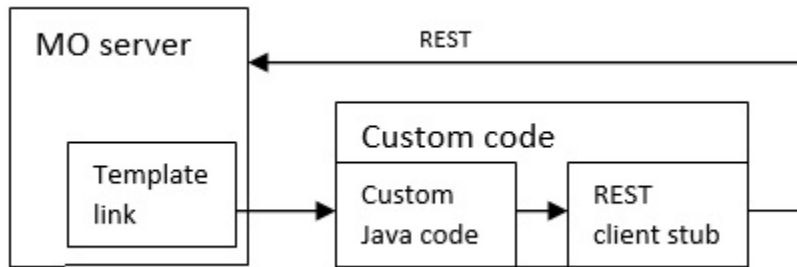 MO server
REST
Custom code
Template
link
Custom
Java code
REST
client stub